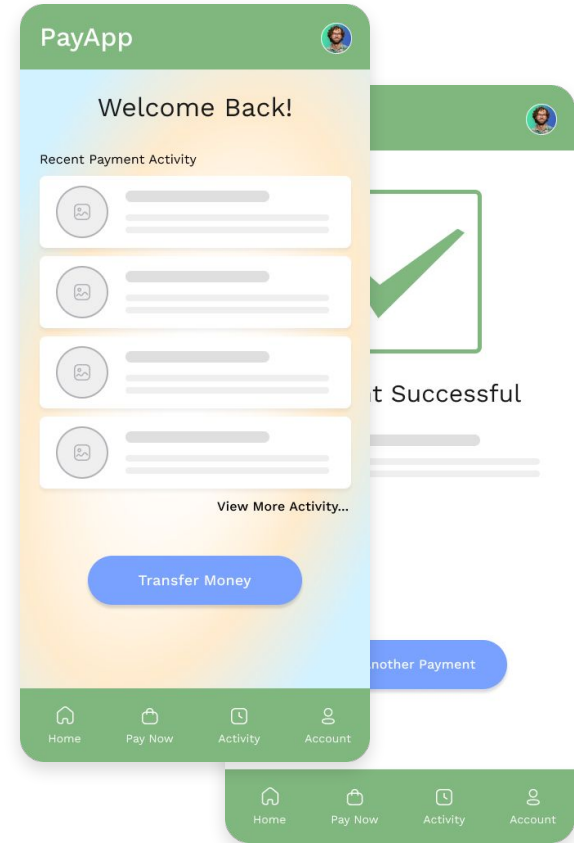 PayApp
Welcome Back!
Recent Payment Activity
View More Activity...
Transfer Money
Home Pay Now Activity Account
Successful
Payment
Home Pay Now Activity Account